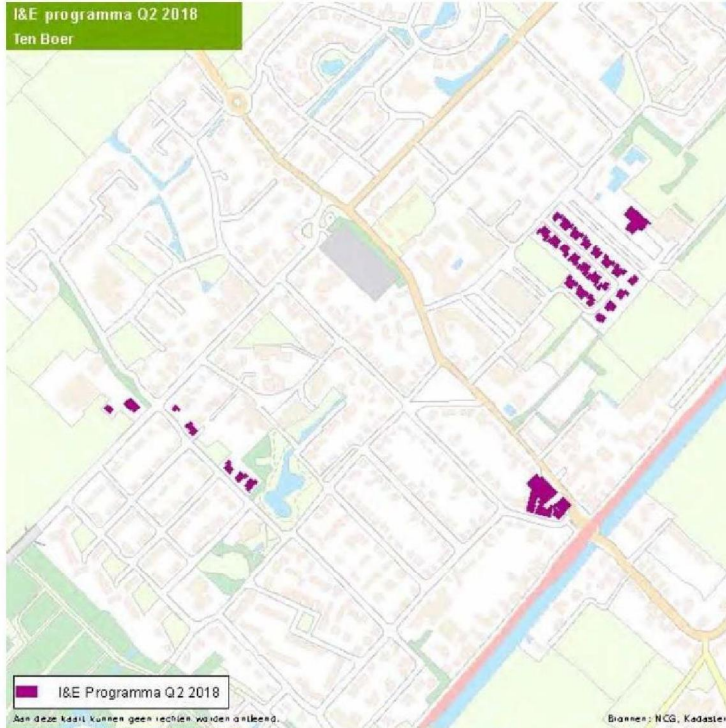 I&E programma Q2 2018
Ten Boer
I&E Programma Q2 2018
Aan deze kaart kunnen geen rechten worden ontleend.
Bronnen: NCG, Kadaster